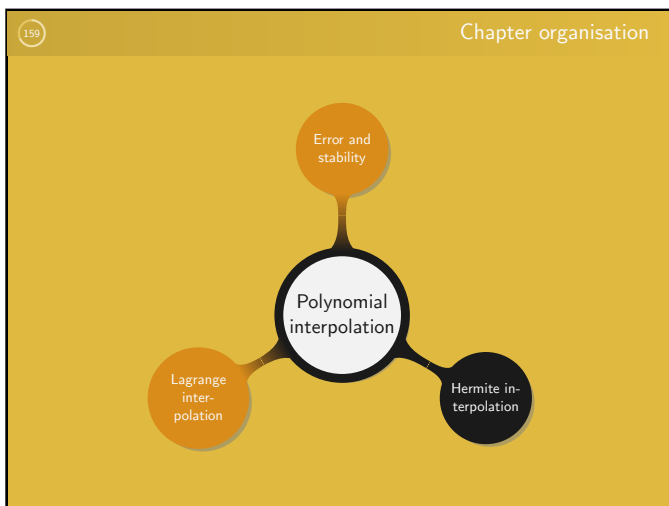 159
Chapter organisation
Error and
stability
Polynomial
interpolation
Lagrange
inter-
polation
Hermite in-
terpolation